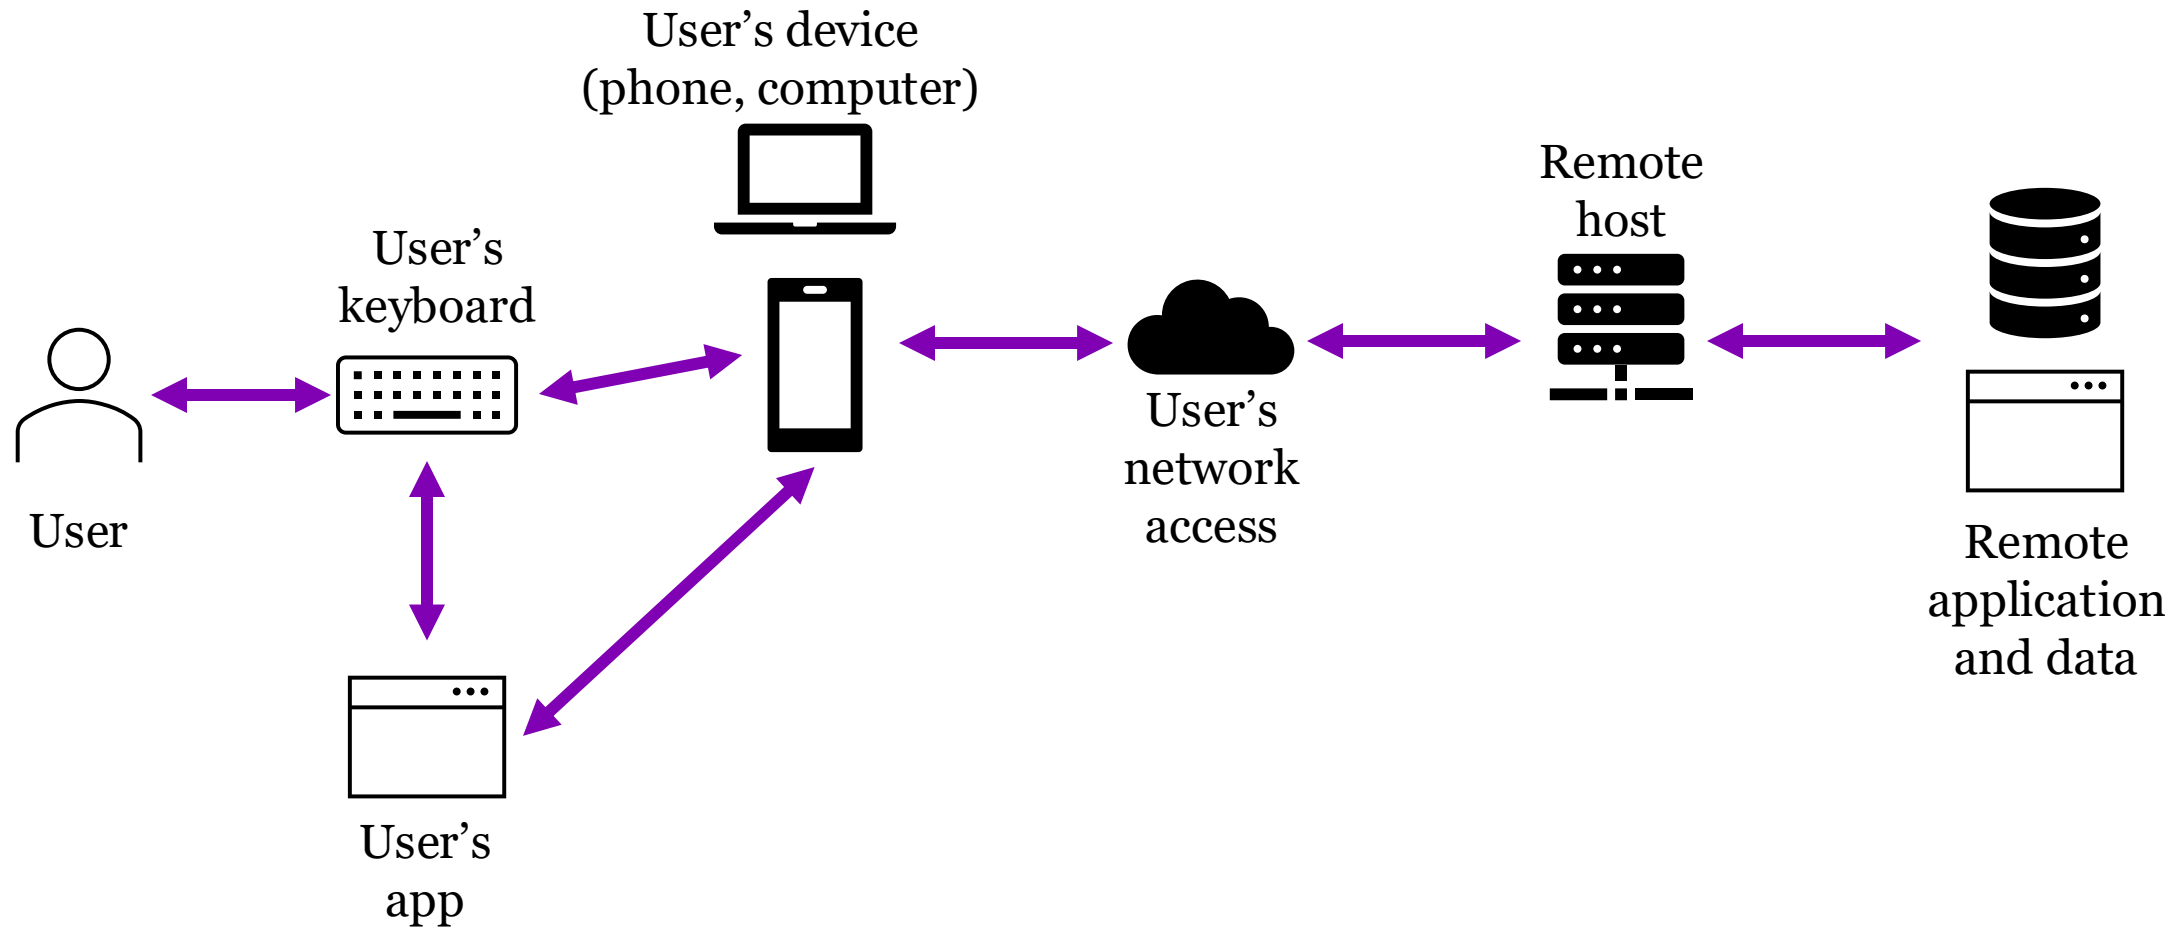 User’s device
(phone, computer)
Remote
host
User’s
keyboard
User’s
network
access
User
Remote
application
and data
User’s
app